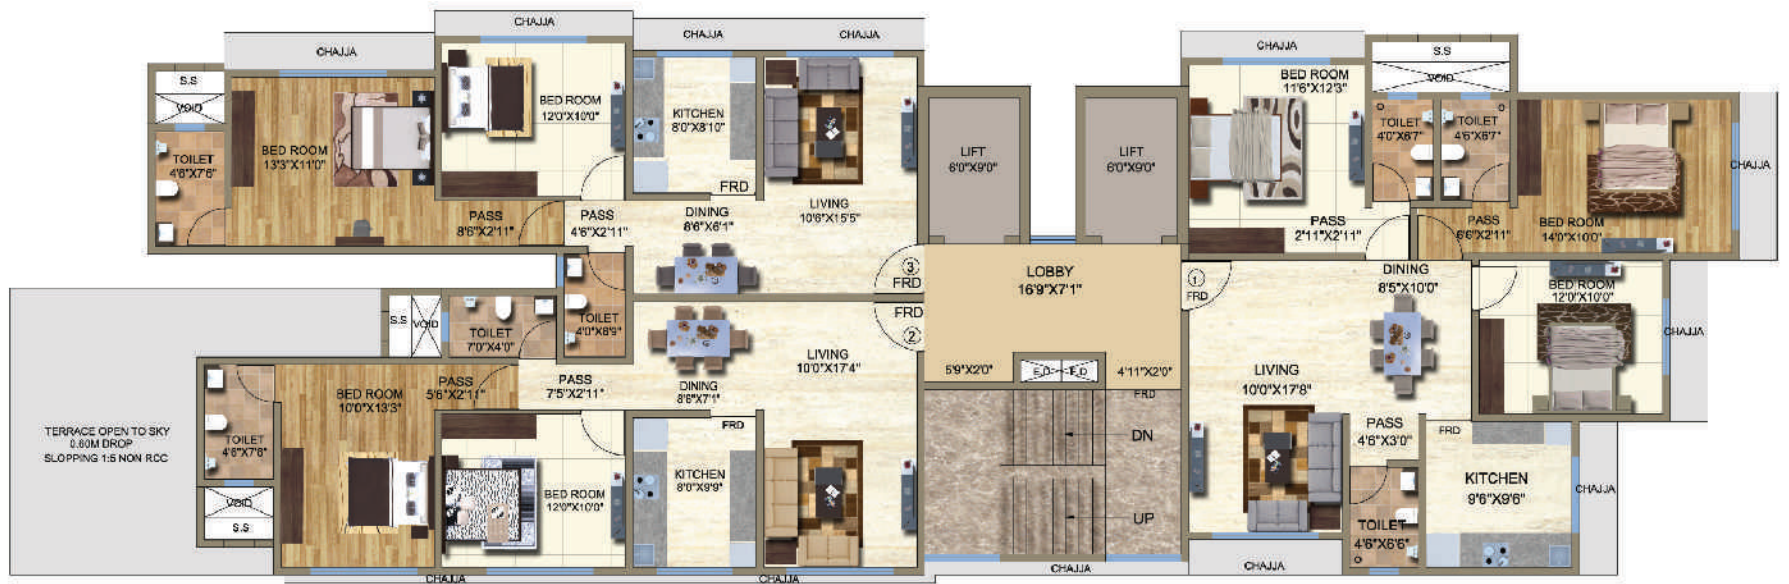 CHAJJA
CHAJJA
CHAJJA
CHAJJA
S.S
VOID
TOILET
4'6"X7'6"
BED ROOM
13'3"X11'0"
BED ROOM
12'0"X10'0"
KITCHEN
8'0"X8'10"
FRD
LIVING
10'6"X15'5"
PASS
8'6"X2'11"
PASS
4'6"X2'11"
DINING
8'6"X6'1"
3
FRD
LIFT
6'0"X9'0"
LIFT
6'0"X9'0"
LOBBY
16'9"X7'1"
CHAJJA
S.S
VOID
BED ROOM
11'6"X12'3"
TOILET
4'0"X6'7"
TOILET
4'6"X6'7"
CHAJJA
PASS
2'11"X2'11"
PASS
6'6"X2'11"
BED ROOM
14'0"X10'0"
1
FRD
DINING
8'5"X10'0"
BED ROOM
12'0"X10'0"
CHAJJA
LIVING
10'0"X17'8"
PASS
4'6"X3'0"
FRD
KITCHEN
9'6"X9'6"
CHAJJA
TOILET
4'6"X6'6"
CHAJJA
S.S
VOID
TOILET
7'0"X4'0"
TOILET
4'0"X8'9"
FRD
2
LIVING
10'0"X17'4"
5'9"X2'0"
E.D
F.D
4'11"X2'0"
FRD
DN
UP
CHAJJA
TERRACE OPEN TO SKY
0.60M DROP
SLOPPING 1:5 NON RCC
TOILET
4'6"X7'6"
VOID
S.S
BED ROOM
10'0"X13'3"
PASS
5'6"X2'11"
PASS
7'5"X2'11"
DINING
8'6"X7'1"
FRD
BED ROOM
12'0"X10'0"
KITCHEN
8'0"X9'9"
CHAJJA
CHAJJA